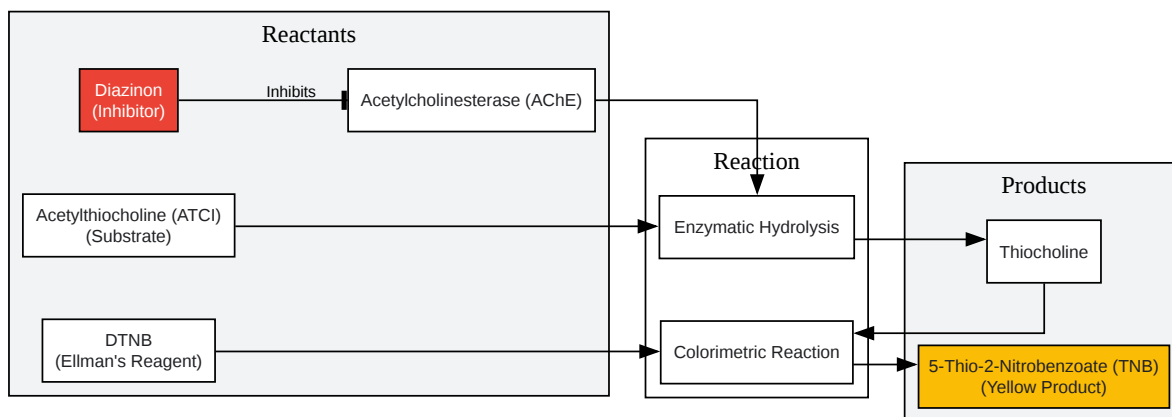 Reactants
Diazinon
(Inhibitor)
Inhibits
Acetylcholinesterase (AChE)
Acetylthiocholine (ATCI)
(Substrate)
DTNB
(Ellman's Reagent)
Reaction
Enzymatic Hydrolysis
Colorimetric Reaction
Products
Thiocholine
5-Thio-2-Nitrobenzoate (TNB)
(Yellow Product)